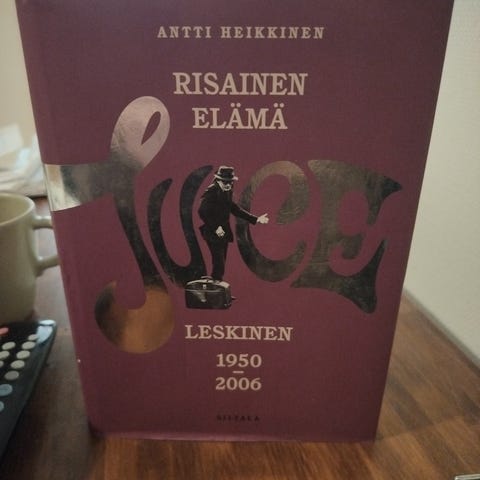 ANTTI HEIKKINEN
RISAINEN
ELÄMÄ
JUICE
LESKINEN
1950
–
2006
SILTALA